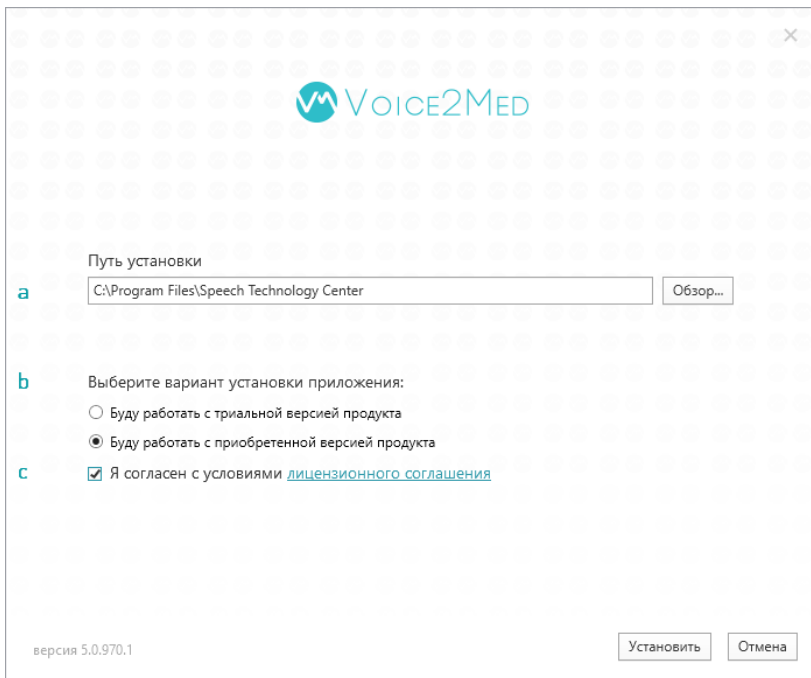 VOICE2MED
Путь установки
a C:\Program Files\Speech Technology Center Обзор...
b Выберите вариант установки приложения:
Буду работать с триальной версией продукта
Буду работать с приобретенной версией продукта
c Я согласен с условиями лицензионного соглашения
версия 5.0.970.1 Установить Отмена